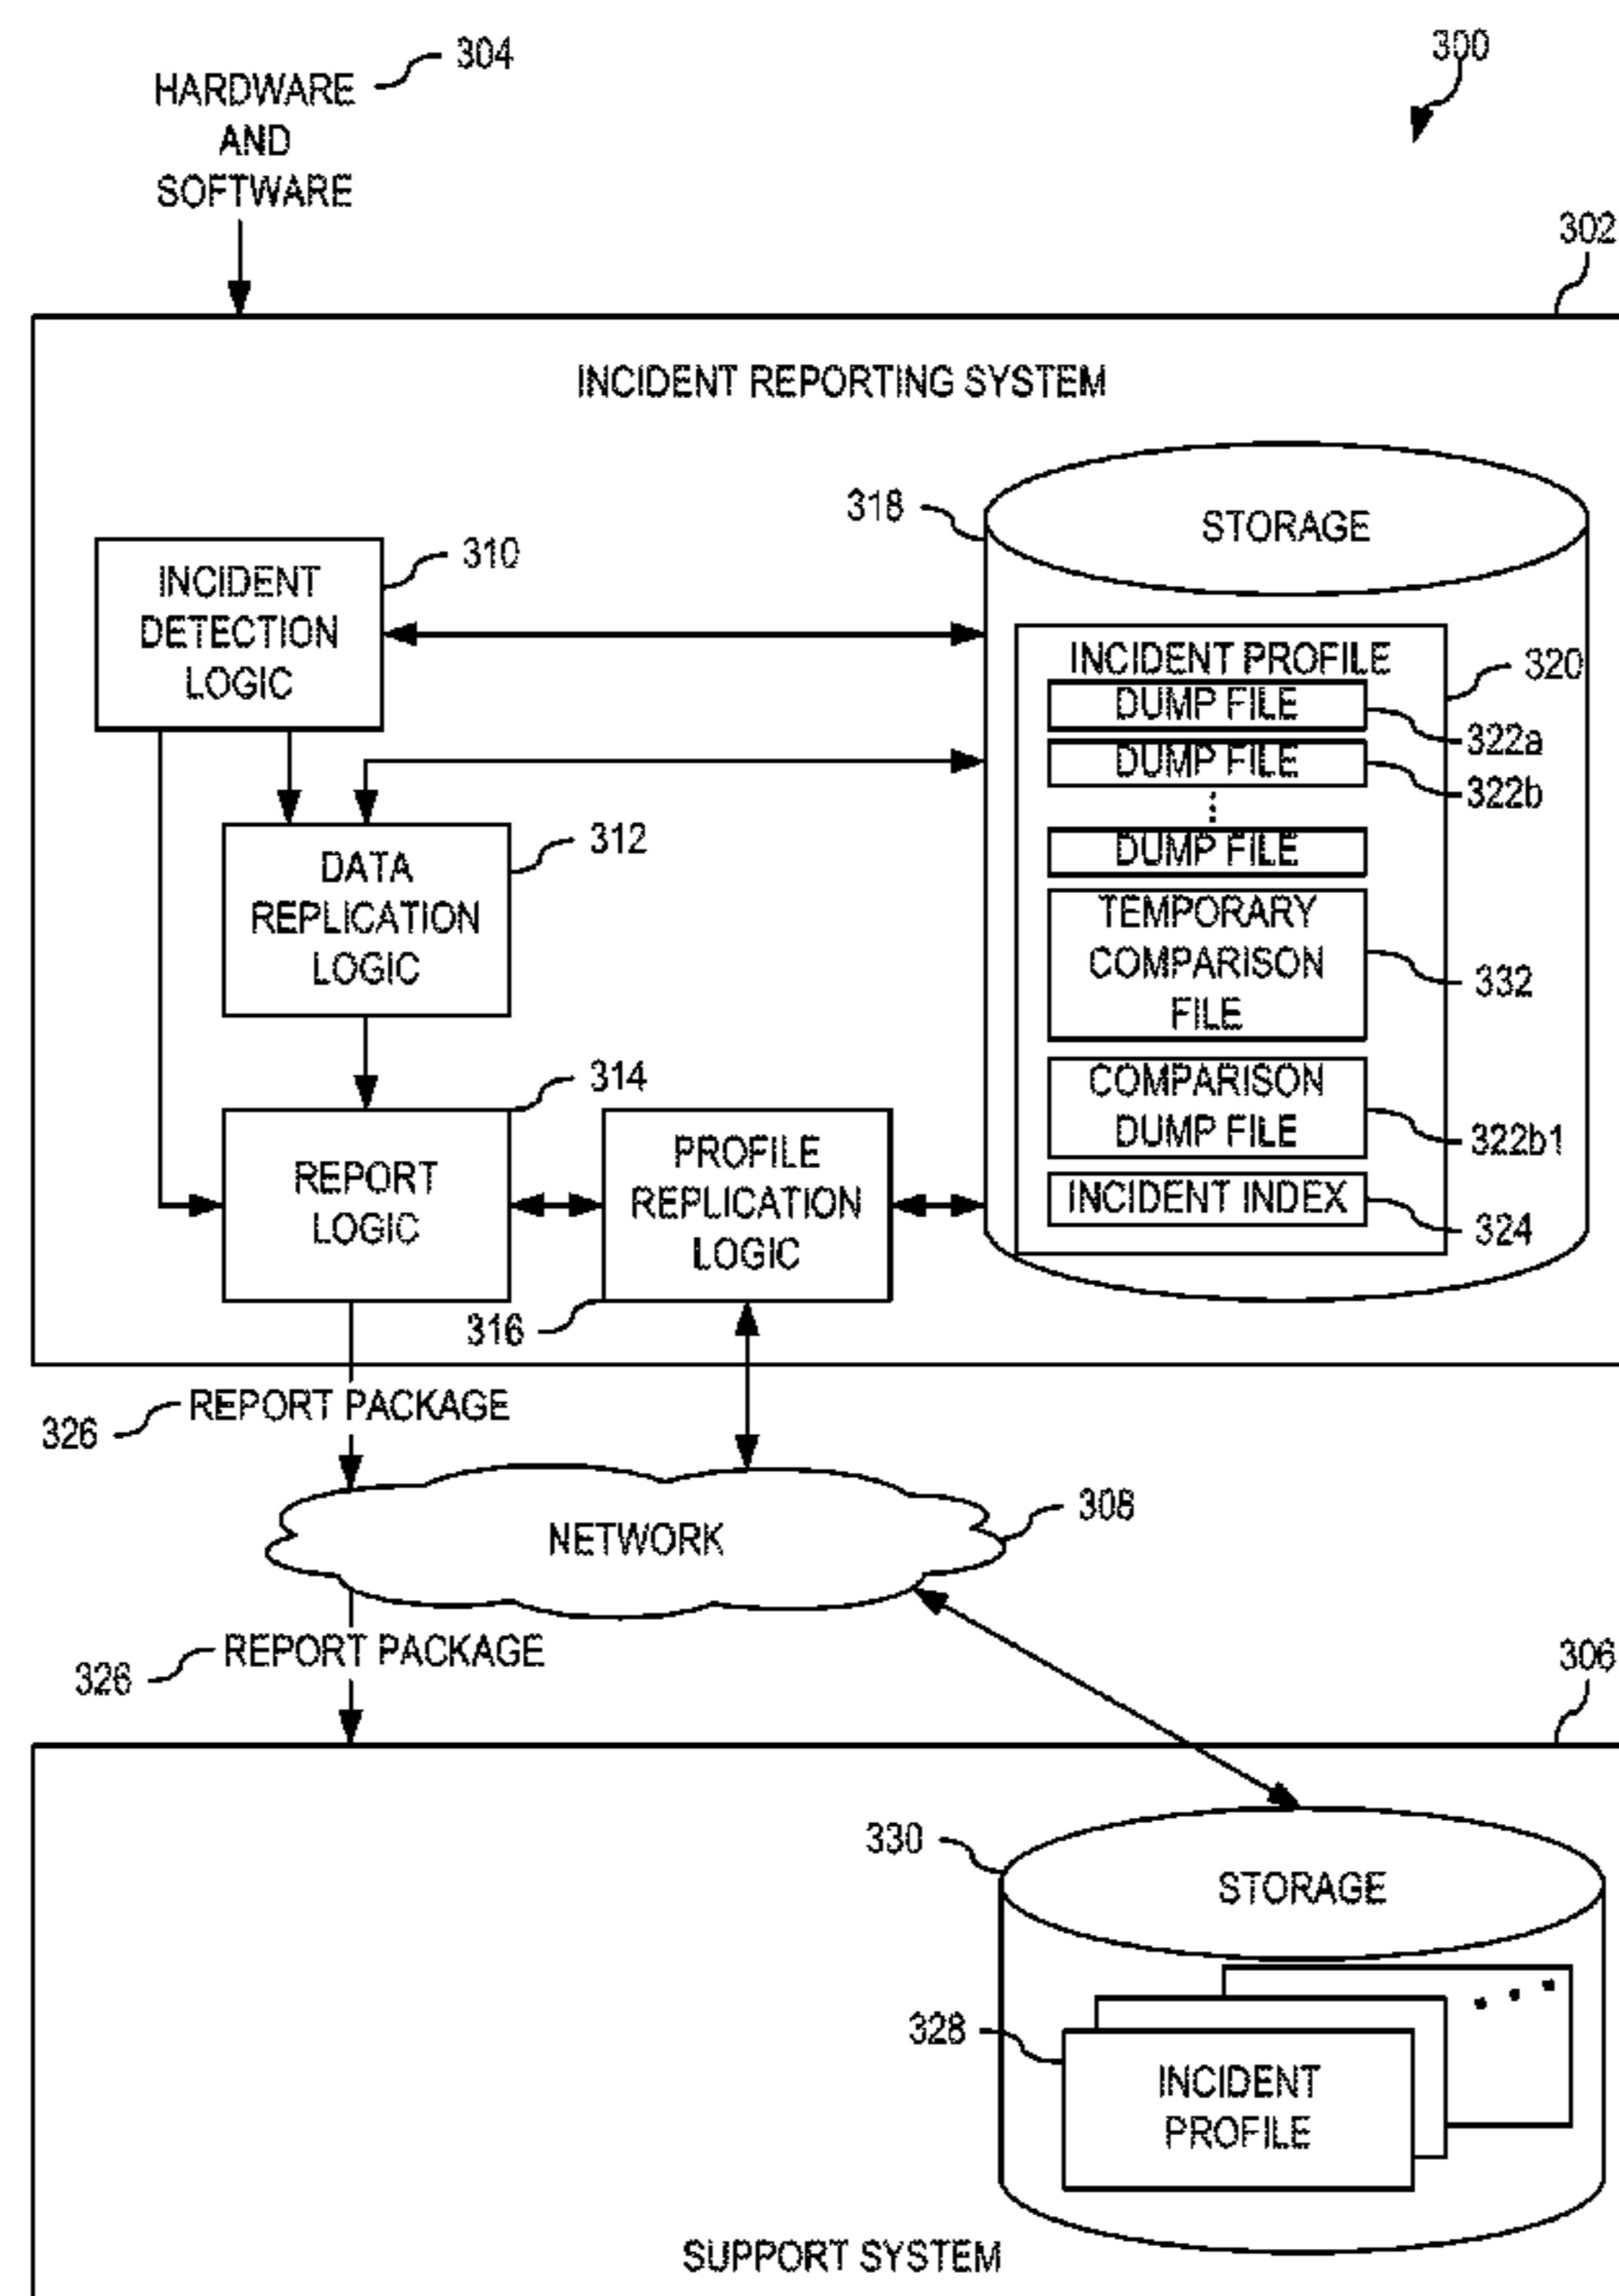 304
300
HARDWARE
AND
SOFTWARE
302
INCIDENT REPORTING SYSTEM
318
STORAGE
310
INCIDENT
DETECTION
LOGIC
INCIDENT PROFILE
320
DUMP FILE
322a
DUMP FILE
322b
DUMP FILE
312
DATA
REPLICATION
LOGIC
TEMPORARY
COMPARISON
FILE
332
314
COMPARISON
DUMP FILE
322b1
REPORT
LOGIC
PROFILE
REPLICATION
LOGIC
INCIDENT INDEX
324
316
REPORT PACKAGE
326
308
NETWORK
REPORT PACKAGE
326
306
330
STORAGE
328
INCIDENT
PROFILE
SUPPORT SYSTEM